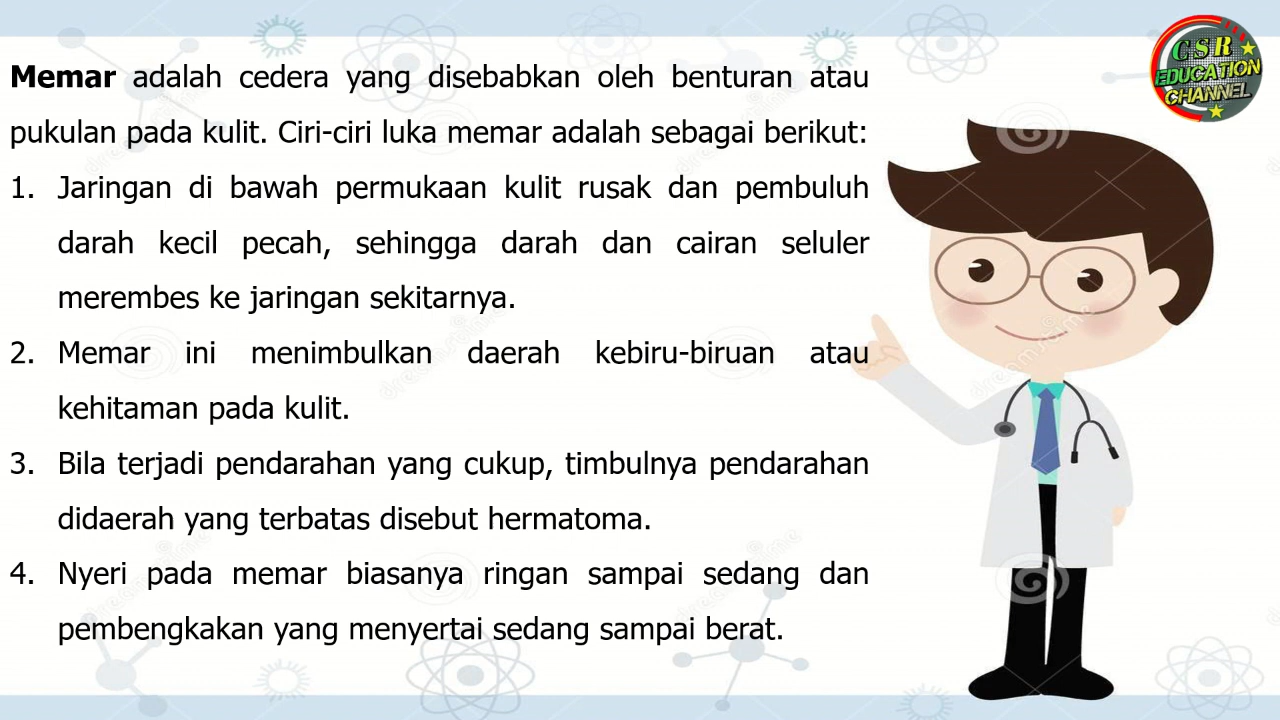 Memar adalah cedera yang disebabkan oleh benturan atau
pukulan pada kulit. Ciri-ciri luka memar adalah sebagai berikut:
1. Jaringan di bawah permukaan kulit rusak dan pembuluh
darah kecil pecah, sehingga darah dan cairan seluler
merembes ke jaringan sekitarnya.
2. Memar ini menimbulkan daerah kebiru-biruan atau
kehitaman pada kulit.
3. Bila terjadi pendarahan yang cukup, timbulnya pendarahan
didaerah yang terbatas disebut hermatoma.
4. Nyeri pada memar biasanya ringan sampai sedang dan
pembengkakan yang menyertai sedang sampai berat.
CSR
EDUCATION
CHANNEL